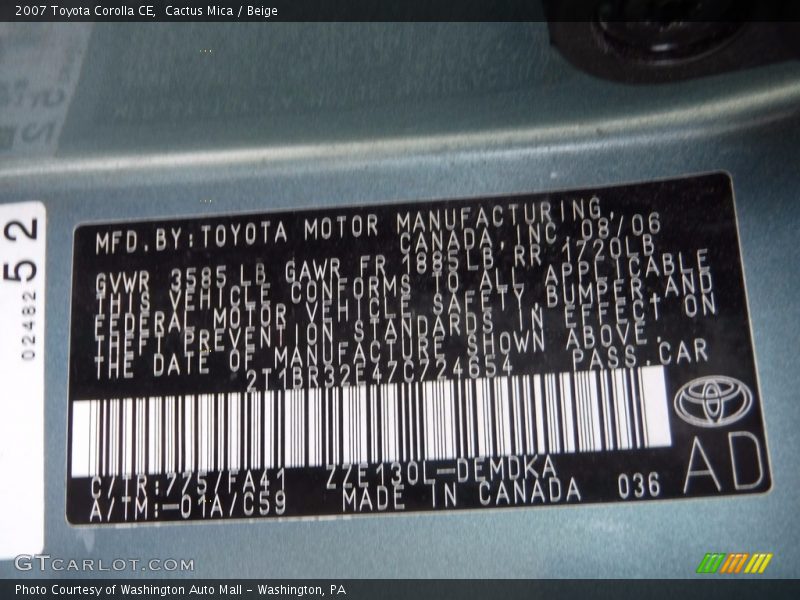 2007 Toyota Corolla CE,  Cactus Mica / Beige
52
02482
MFD.BY:TOYOTA MOTOR MANUFACTURING,
CANADA,INC.08/06
GVWR 3585LB GAWR FR 1885LB,RR 1720LB
THIS VEHICLE CONFORMS TO ALL APPLICABLE
FEDERAL MOTOR VEHICLE SAFETY,BUMPER,AND
THEFT PREVENTION STANDARDS IN EFFECT ON
THE DATE OF MANUFACTURE SHOWN ABOVE.
2T1BR32E47C724654 PASS.CAR
C/TR:775/FA41 ZZE130L-DEMDKA
A/TM:-01A/C59 MADE IN CANADA 036
AD
GTCARLOT.COM
Photo Courtesy of Washington Auto Mall - Washington, PA